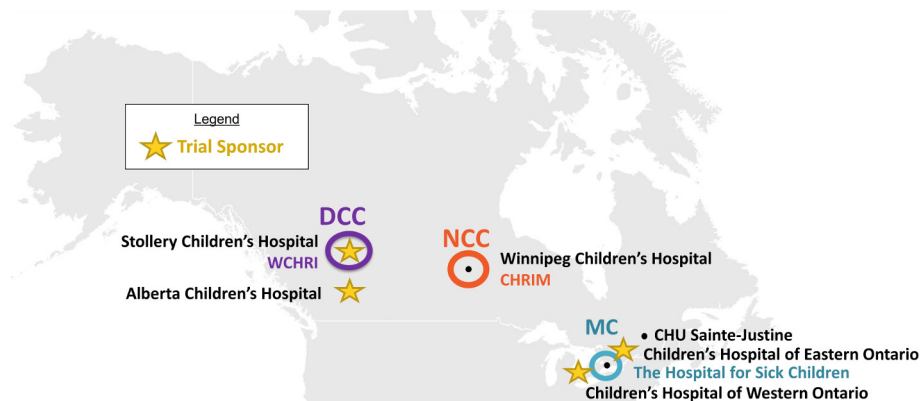 Legend
Trial Sponsor
DCC
Stollery Children's Hospital
WCHRI
Alberta Children's Hospital
NCC
Winnipeg Children's Hospital
CHRIM
MC
• CHU Sainte-Justine
Children's Hospital of Eastern Ontario
The Hospital for Sick Children
Children's Hospital of Western Ontario